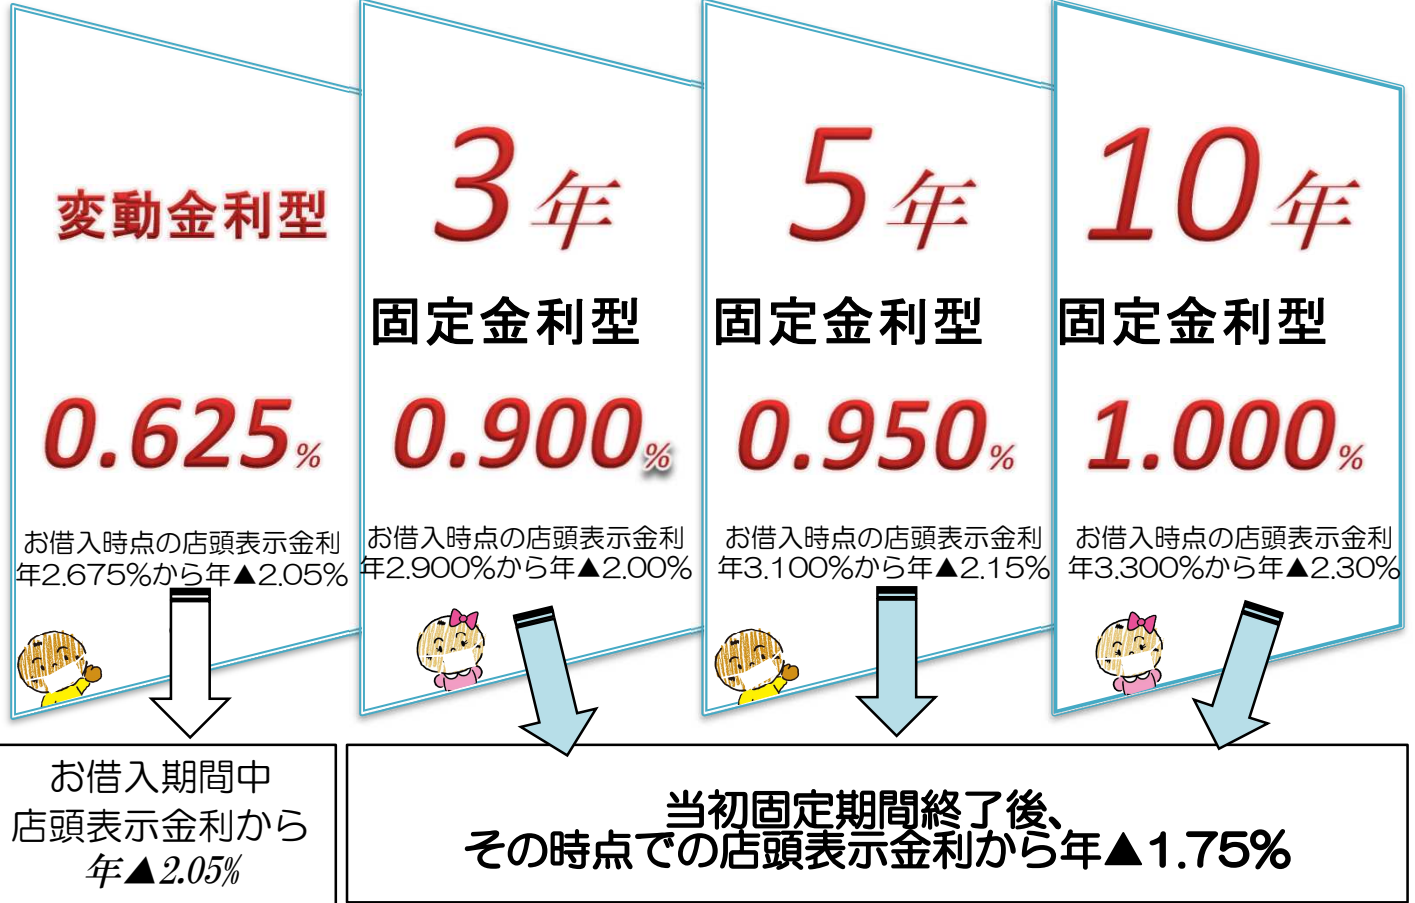 変動金利型
0.625%
お借入時点の店頭表示金利
年2.675%から年▲2.05%
3年
固定金利型
0.900%
お借入時点の店頭表示金利
年2.900%から年▲2.00%
5年
固定金利型
0.950%
お借入時点の店頭表示金利
年3.100%から年▲2.15%
10年
固定金利型
1.000%
お借入時点の店頭表示金利
年3.300%から年▲2.30%
お借入期間中
店頭表示金利から
年▲2.05%
当初固定期間終了後、
その時点での店頭表示金利から年▲1.75%